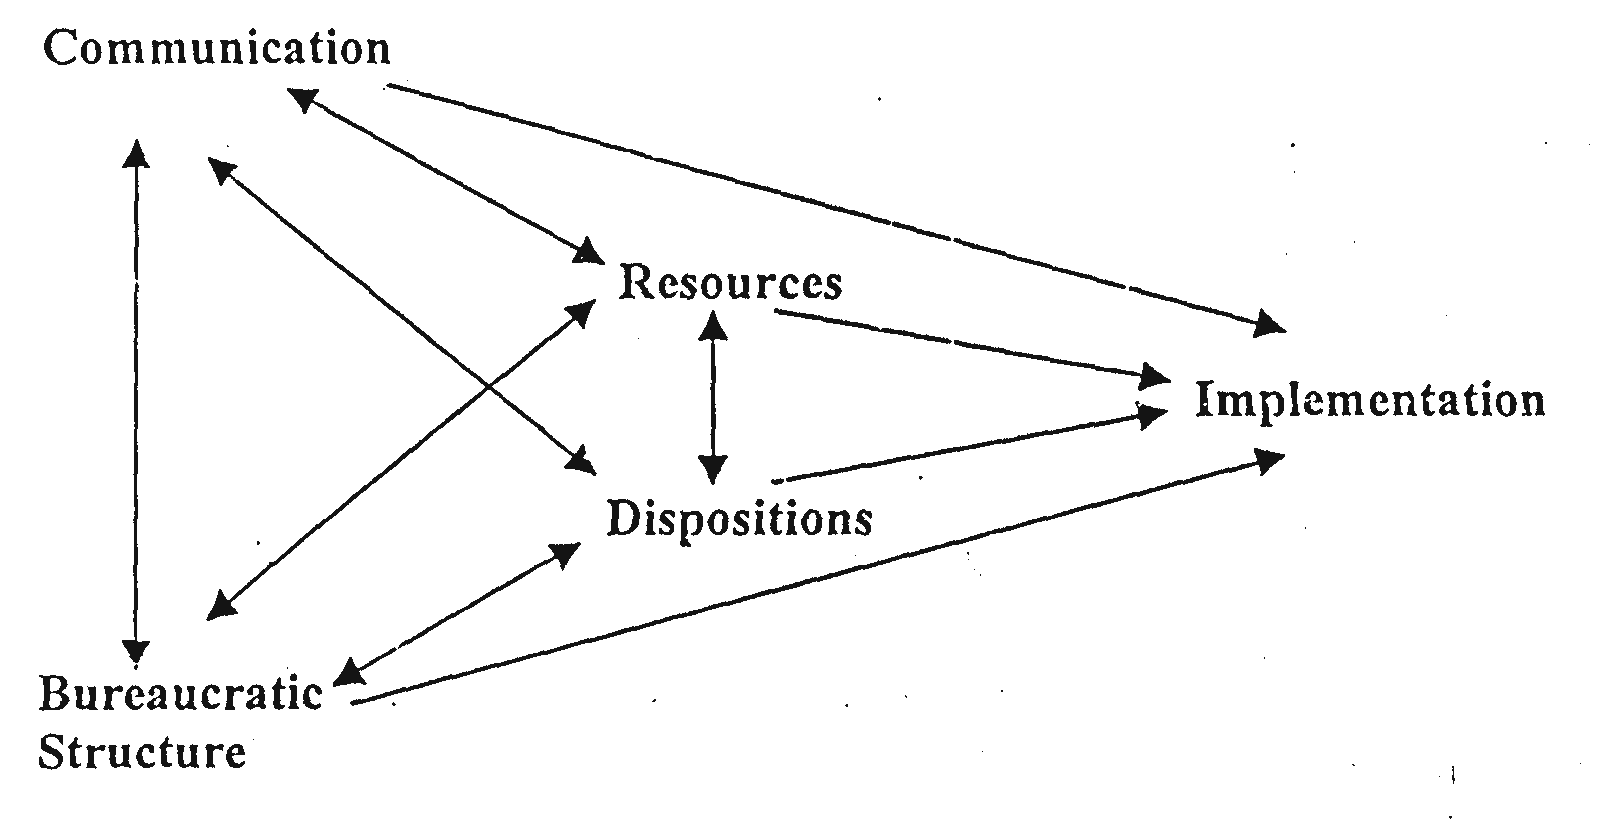 Communication
Resources
Implementation
Dispositions
Bureaucratic
Structure